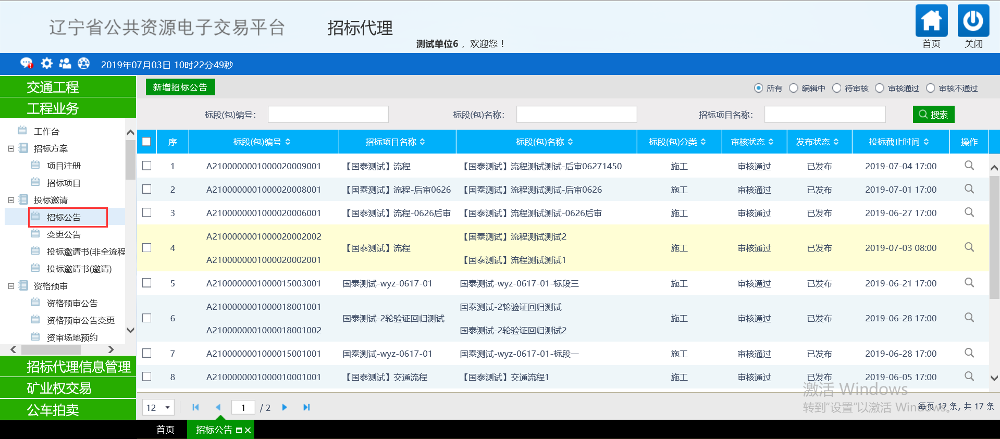 辽宁省公共资源电子交易平台
招标代理
测试单位6，欢迎您！
首页
关闭
2019年07月03日 10时22分49秒
交通工程
工程业务
工作台
招标方案
项目注册
招标项目
投标邀请
招标公告
变更公告
投标邀请书(非全流程
投标邀请书(邀请)
资格预审
资格预审公告
资格预审公告变更
资审场地预约
招标代理信息管理
矿业权交易
公车拍卖
新增招标公告
所有 编辑中 待审核 审核通过 审核不通过
标段(包)编号： 标段(包)名称： 招标项目名称： 搜索
序 标段(包)编号 招标项目名称 标段(包)名称 标段(包)分类 审核状态 发布状态 投标截止时间 操作
1 A2100000001000020009001 【国泰测试】流程 【国泰测试】流程测试测试-后审06271450 施工 审核通过 已发布 2019-07-04 17:00
2 A2100000001000020008001 【国泰测试】流程-后审0626 【国泰测试】流程测试测试-后审0626 施工 审核通过 已发布 2019-07-01 17:00
3 A2100000001000020006001 【国泰测试】流程-0626后审 【国泰测试】流程测试测试-0626后审 施工 审核通过 已发布 2019-06-27 17:00
A2100000001000020002002 【国泰测试】流程测试测试2
4 【国泰测试】流程 施工 审核通过 已发布 2019-07-03 08:00
A2100000001000020002001 【国泰测试】流程测试测试1
5 A2100000001000015003001 国泰测试-wyz-0617-01 国泰测试-wyz-0617-01-标段三 施工 审核通过 已发布 2019-06-21 17:00
A2100000001000018001001 国泰测试-2轮验证回归测试
6 国泰测试-2轮验证回归测试 施工 审核通过 已发布 2019-06-28 17:00
A2100000001000018001002 国泰测试-2轮验证回归测试2
7 A2100000001000015001001 国泰测试-wyz-0617-01 国泰测试-wyz-0617-01-标段一 施工 审核通过 已发布 2019-06-28 17:00
8 A2100000001000010001001 【国泰测试】交通流程 【国泰测试】交通流程1 施工 审核通过 已发布 2019-06-05 17:00
激活 Windows
转到“设置”以激活 Windows。
12 1 / 2 每页 12 条, 共 17 条
首页 招标公告